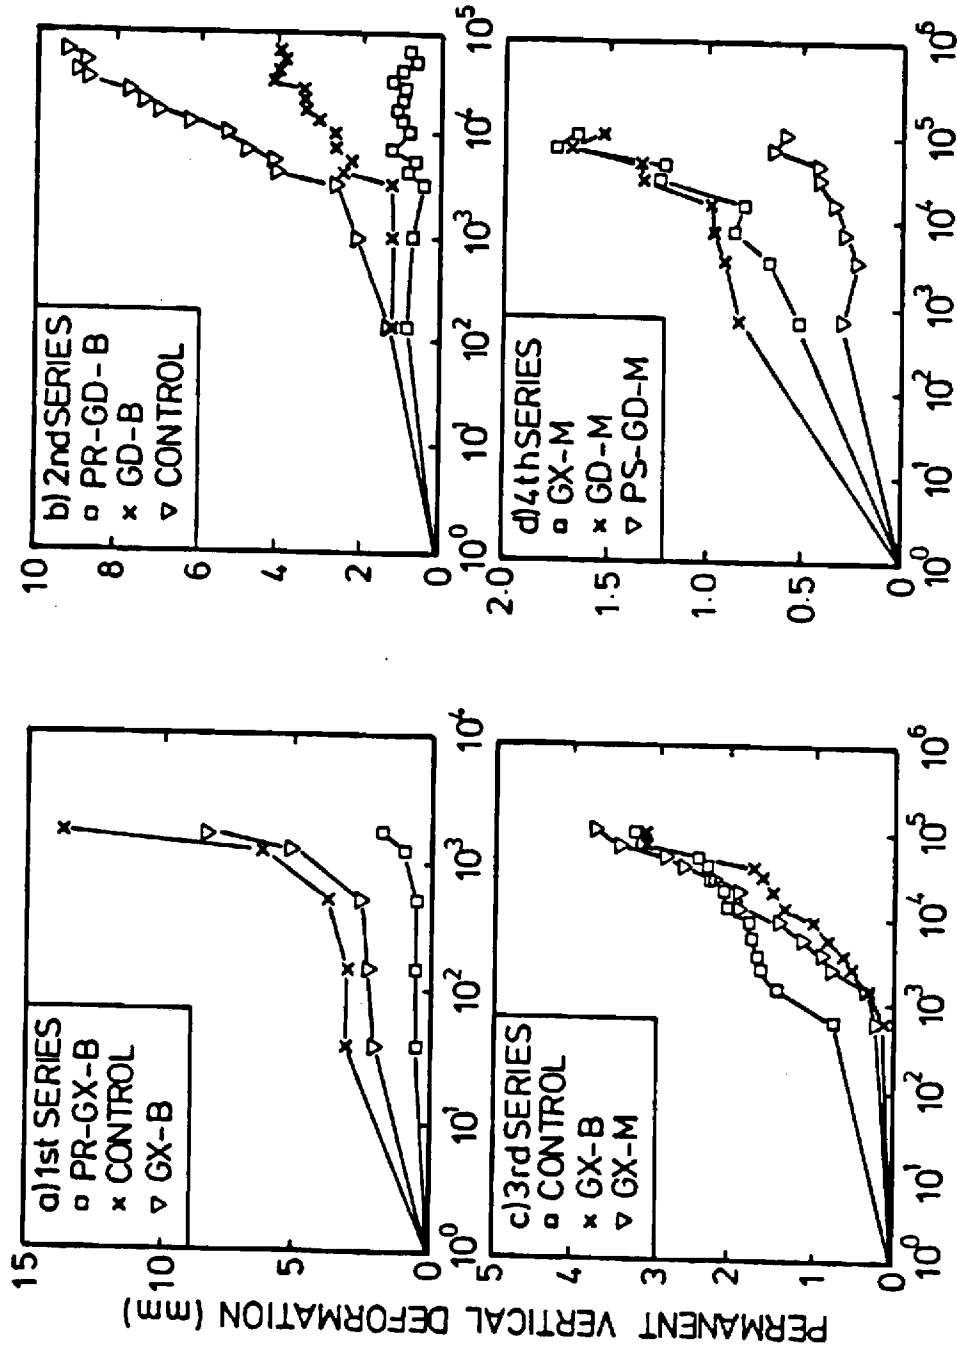 PERMANENT VERTICAL DEFORMATION (mm)
a) 1st SERIES
PR-GX-B
CONTROL
GX-B
15
10
5
0
10⁰
10¹
10²
10³
10⁴
b) 2nd SERIES
PR-GD-B
GD-B
CONTROL
10
8
6
4
2
0
10⁰
10¹
10²
10³
10⁴
10⁵
c) 3rd SERIES
CONTROL
GX-B
GX-M
5
4
3
2
1
0
10⁰
10¹
10²
10³
10⁴
10⁵
10⁶
d) 4th SERIES
GX-M
GD-M
PS-GD-M
2.0
1.5
1.0
0.5
0
10⁰
10¹
10²
10³
10⁴
10⁵
10⁶